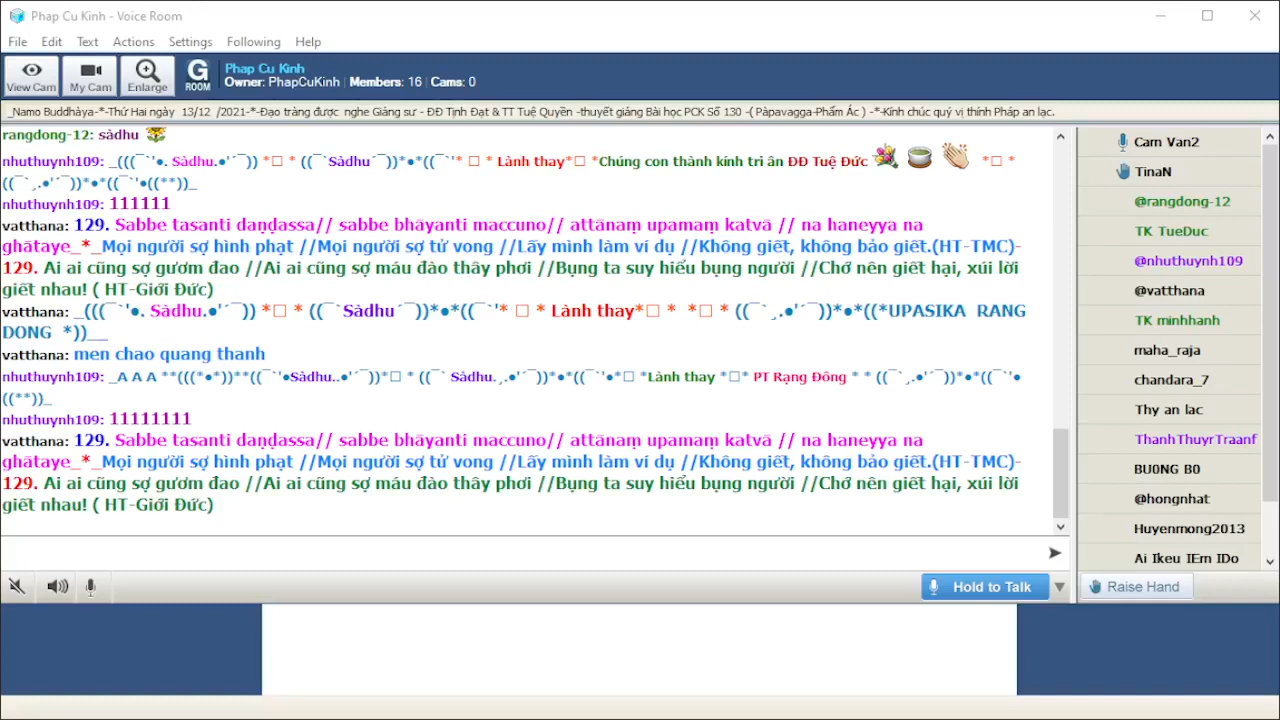 Phap Cu Kinh - Voice Room
File Edit Text Actions Settings Following Help
View Cam My Cam Enlarge G ROOM Phap Cu Kinh
Owner: PhapCuKinh Members: 16 Cams: 0
_Namo Buddhàya-*-Thứ Hai ngày 13/12 /2021-*-Đạo tràng được nghe Giảng sư - ĐĐ Tịnh Đạt & TT Tuệ Quyền -thuyết giảng Bài học PCK Số 130 -( Pàpavagga-Phẩm Ác ) -*-Kính chúc quý vị thính Pháp an lạc.
rangdong-12: sàdhu
nhuthuynh109: _(((¯`'•. Sàdhu.•'´¯)) *□ * ((¯`Sàdhu´¯))*•*((¯`'* □ * Lành thay*□ *Chúng con thành kính tri ân ĐĐ Tuệ Đức *□ *
((¯`¸.•'´¯))*•*((¯`'•((**))_
nhuthuynh109: 111111
vatthana: 129. Sabbe tasanti daṇḍassa// sabbe bhāyanti maccuno// attānaṃ upamaṃ katvā // na haneyya na
ghātaye_*_Mọi người sợ hình phạt //Mọi người sợ tử vong //Lấy mình làm ví dụ //Không giết, không bảo giết.(HT-TMC)-
129. Ai ai cũng sợ gươm đao //Ai ai cũng sợ máu đào thây phơi //Bụng ta suy hiểu bụng người //Chớ nên giết hại, xúi lời
giết nhau! ( HT-Giới Đức)
vatthana: _(((¯`'•. Sàdhu.•'´¯)) *□ * ((¯`Sàdhu´¯))*•*((¯`'* □ * Lành thay*□ * *□ * ((¯`¸.•'´¯))*•*((*UPASIKA RANG
DONG *))__
vatthana: men chao quang thanh
nhuthuynh109: _A A A **(((*•*))**((¯`'•Sàdhu..•'´¯))*□ * ((¯` Sàdhu.¸.•'´¯))*•*((¯`'•*□ *Lành thay *□* PT Rạng Đông * * ((¯`¸.•'´¯))*•*((¯`'•
((**))_
nhuthuynh109: 11111111
vatthana: 129. Sabbe tasanti daṇḍassa// sabbe bhāyanti maccuno// attānaṃ upamaṃ katvā // na haneyya na
ghātaye_*_Mọi người sợ hình phạt //Mọi người sợ tử vong //Lấy mình làm ví dụ //Không giết, không bảo giết.(HT-TMC)-
129. Ai ai cũng sợ gươm đao //Ai ai cũng sợ máu đào thây phơi //Bụng ta suy hiểu bụng người //Chớ nên giết hại, xúi lời
giết nhau! ( HT-Giới Đức)
Hold to Talk
Cam Van2
TinaN
@rangdong-12
TK TueDuc
@nhuthuynh109
@vatthana
TK minhhanh
maha_raja
chandara_7
Thy an lac
ThanhThuyrTraanf
BU0NG B0
@hongnhat
Huyenmong2013
Ai Ikeu IEm IDo
Raise Hand